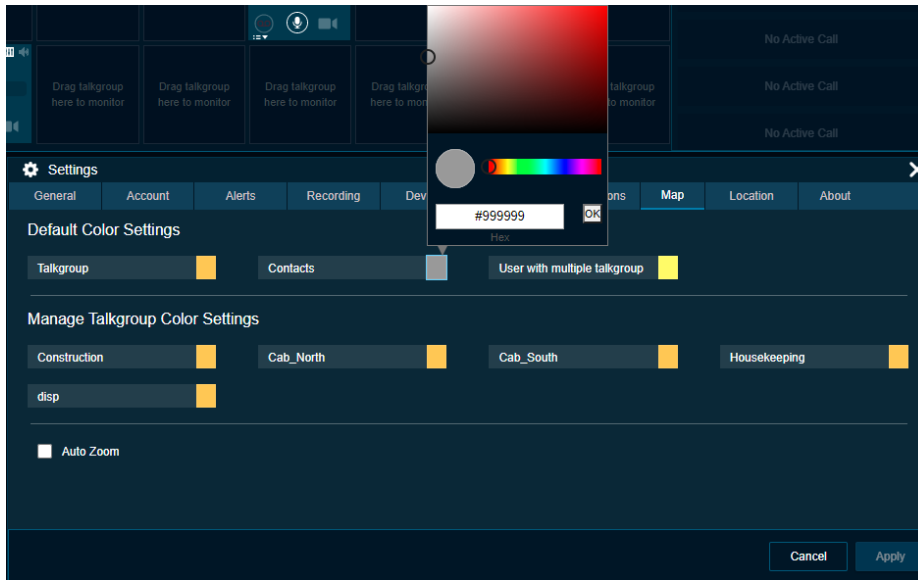 No Active Call
Drag talkgroup
here to monitor
Drag talkgroup
here to monitor
Drag talkgroup
here to monitor
Drag talkgr
here to mon
talkgroup
to monitor
No Active Call
No Active Call
Settings
General
Account
Alerts
Recording
Dev
ons
Map
Location
About
#999999
OK
Hex
Default Color Settings
Talkgroup
Contacts
User with multiple talkgroup
Manage Talkgroup Color Settings
Construction
Cab_North
Cab_South
Housekeeping
disp
Auto Zoom
Cancel
Apply